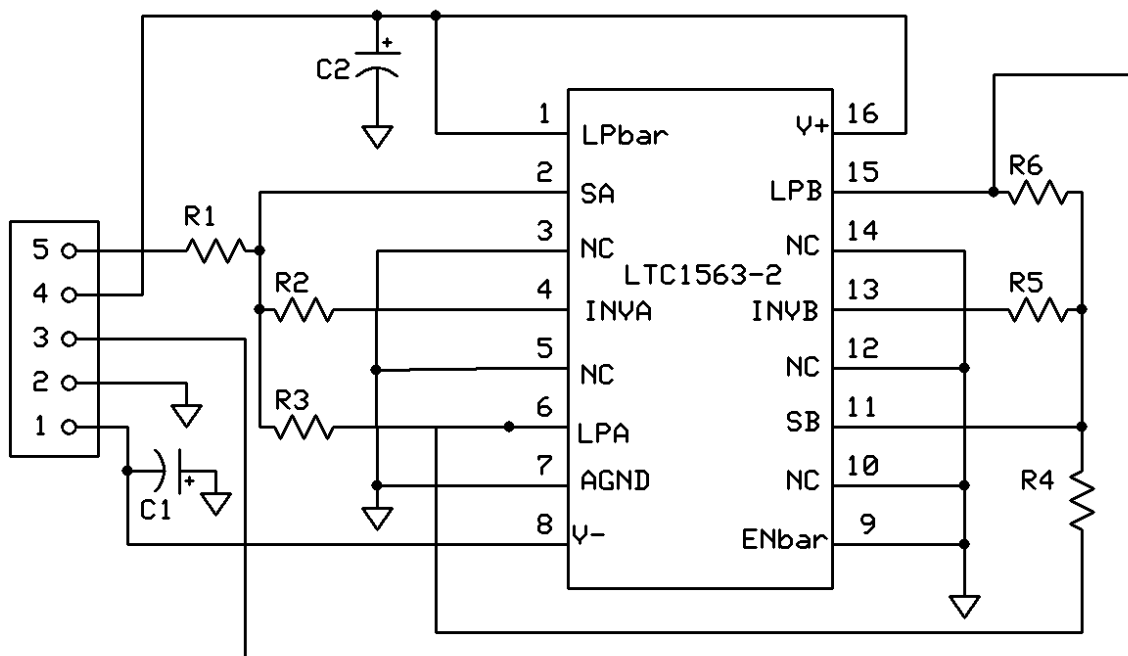 C2 +
1 LPbar
V+ 16
2 SA
LPB 15
R6
R1
3 NC
NC 14
5
LTC1563-2
4
R2
4 INVA
INVB 13
R5
3
5 NC
NC 12
2
R3
6 LPA
SB 11
1
7 AGND
NC 10
R4
+
C1
8 V-
ENbar 9